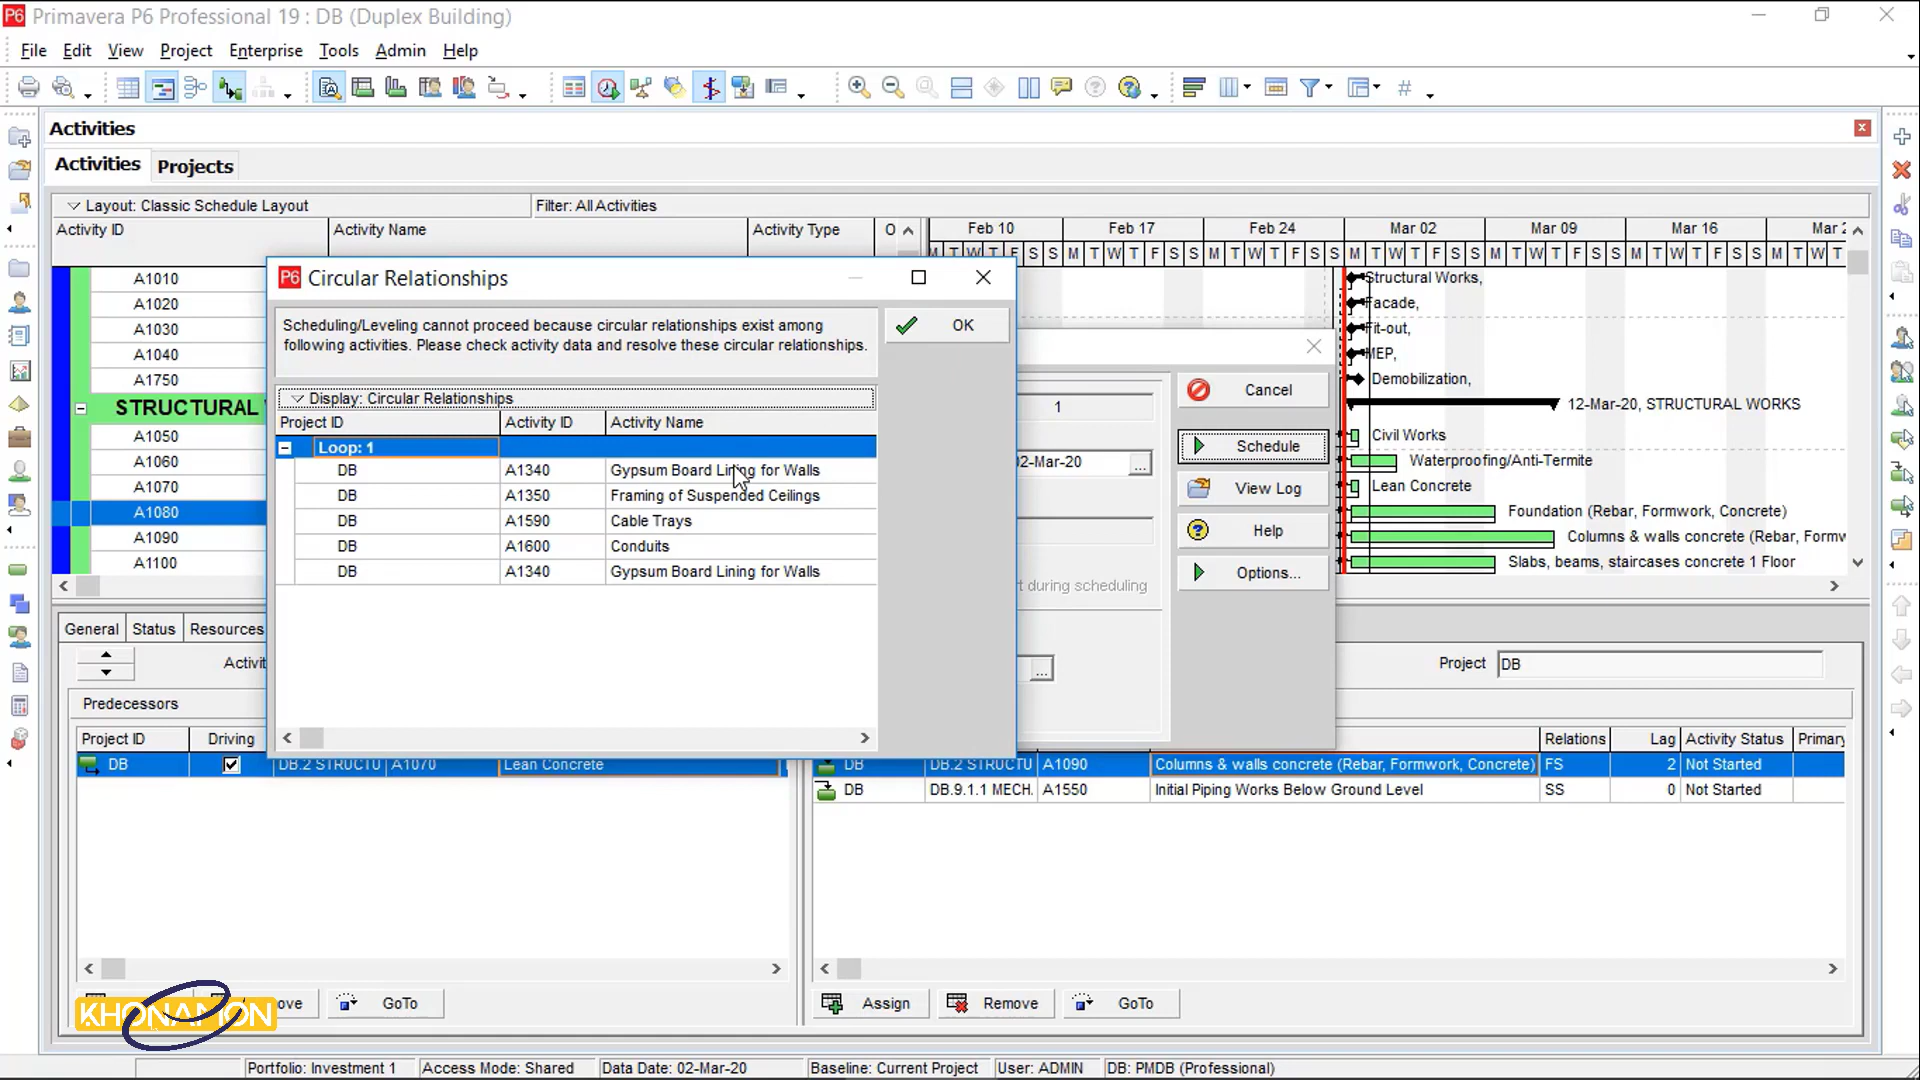 Primavera P6 Professional 19 : DB (Duplex Building)
File Edit View Project Enterprise Tools Admin Help
Activities
Activities Projects
Layout: Classic Schedule Layout Filter: All Activities
Activity ID Activity Name Activity Type O
Feb 10 Feb 17 Feb 24 Mar 02 Mar 09 Mar 16 Mar 2
M T W T F S S M T W T F S S M T W T F S S M T W T F S S M T W T F S S M T W T F S S M T W T
A1010
A1020
A1030
A1040
A1750
STRUCTURAL
A1050
A1060
A1070
A1080
A1090
A1100
Structural Works,
Facade,
Fit-out,
MEP,
Demobilization,
12-Mar-20, STRUCTURAL WORKS
Civil Works
Waterproofing/Anti-Termite
Lean Concrete
Foundation (Rebar, Formwork, Concrete)
Columns & walls concrete (Rebar, Formw
Slabs, beams, staircases concrete 1 Floor
P6 Circular Relationships
Scheduling/Leveling cannot proceed because circular relationships exist among
following activities. Please check activity data and resolve these circular relationships.
OK
Display: Circular Relationships
Project ID Activity ID Activity Name
Loop: 1
DB A1340 Gypsum Board Lining for Walls
DB A1350 Framing of Suspended Ceilings
DB A1590 Cable Trays
DB A1600 Conduits
DB A1340 Gypsum Board Lining for Walls
1
02-Mar-20 ...
t during scheduling
...
Cancel
Schedule
View Log
Help
Options...
General Status Resources
Activi
Project DB
Predecessors
Project ID Driving
DB DB.2 STRUCTU A1070 Lean Concrete
Relations Lag Activity Status Primary
DB DB.2 STRUCTU A1090 Columns & walls concrete (Rebar, Formwork, Concrete) FS 2 Not Started
DB DB.9.1.1 MECH. A1550 Initial Piping Works Below Ground Level SS 0 Not Started
ove GoTo
Assign Remove GoTo
KHONAMON
Portfolio: Investment 1 Access Mode: Shared Data Date: 02-Mar-20 Baseline: Current Project User: ADMIN DB: PMDB (Professional)